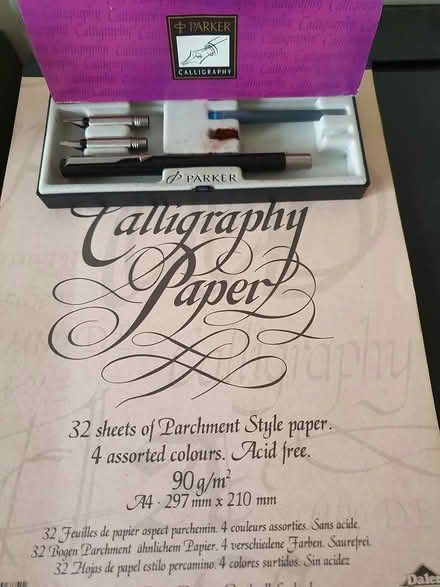 PARKER
CALLIGRAPHY
PARKER
Calligraphy
Paper
32 sheets of Parchment Style paper.
4 assorted colours. Acid free.
90 g/m²
A4 · 297 mm x 210 mm
32 Feuilles de papier aspect parchemin. 4 couleurs assorties. Sans acide.
32 Bogen Parchment ähnlichem Papier. 4 verschiedene Farben. Saurefrei.
32 Hojas de papel estilo percamino. 4 colores surtidos. Sin acidez